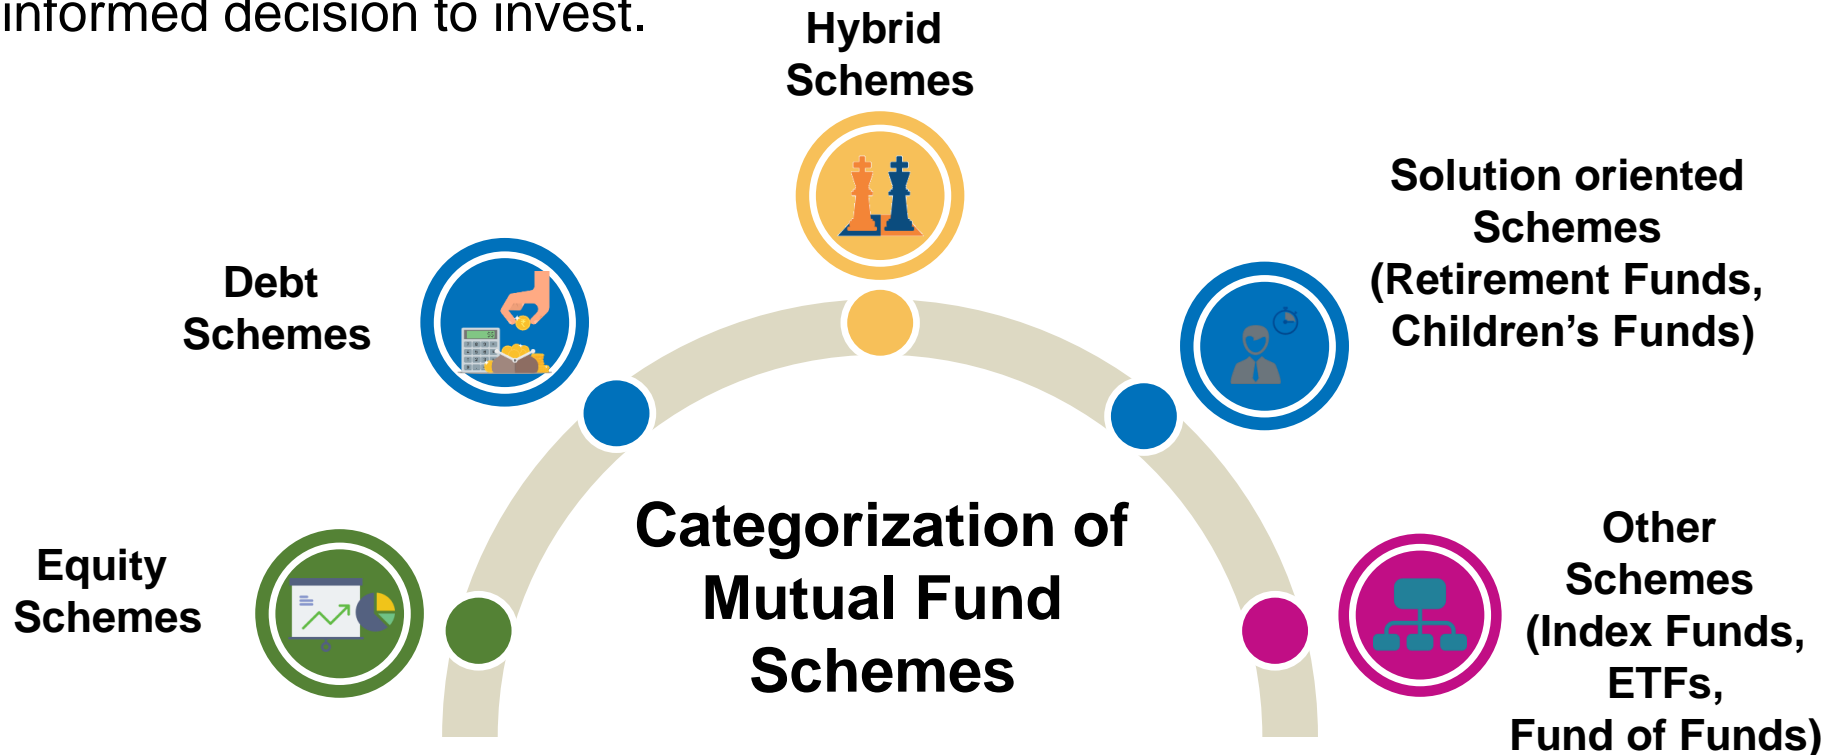 informed decision to invest.
Hybrid
Schemes
Solution oriented
Schemes
(Retirement Funds,
Children’s Funds)
Debt
Schemes
Categorization of
Mutual Fund
Schemes
Equity
Schemes
Other
Schemes
(Index Funds,
ETFs,
Fund of Funds)